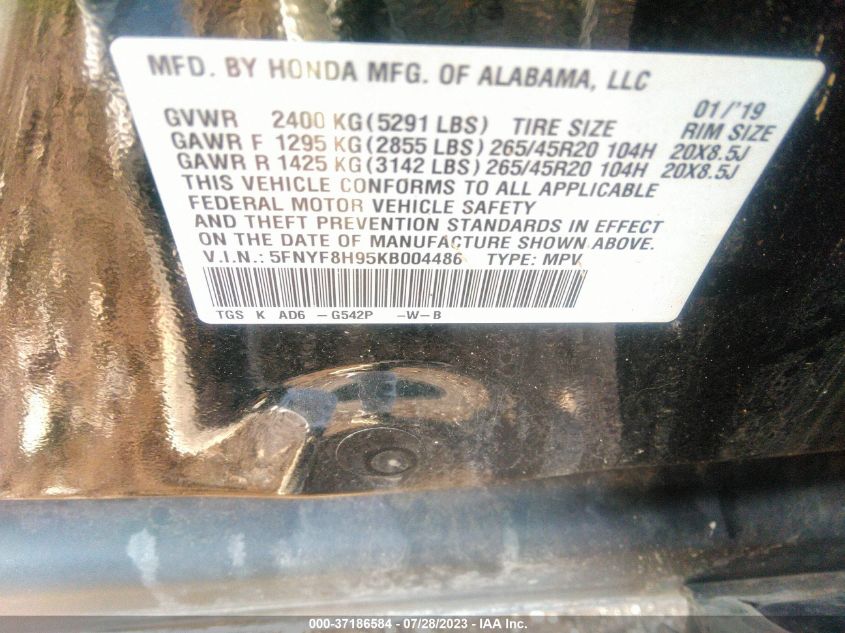 MFD. BY HONDA MFG. OF ALABAMA, LLC
01/'19
GVWR 2400 KG(5291 LBS) TIRE SIZE RIM SIZE
GAWR F 1295 KG(2855 LBS) 265/45R20 104H 20X8.5J
GAWR R 1425 KG(3142 LBS) 265/45R20 104H 20X8.5J
THIS VEHICLE CONFORMS TO ALL APPLICABLE
FEDERAL MOTOR VEHICLE SAFETY
AND THEFT PREVENTION STANDARDS IN EFFECT
ON THE DATE OF MANUFACTURE SHOWN ABOVE.
V.I.N.: 5FNYF8H95KB004486 TYPE: MPV
TGS K AD6 -G542P -W-B
000-37186584 - 07/28/2023 - IAA Inc.